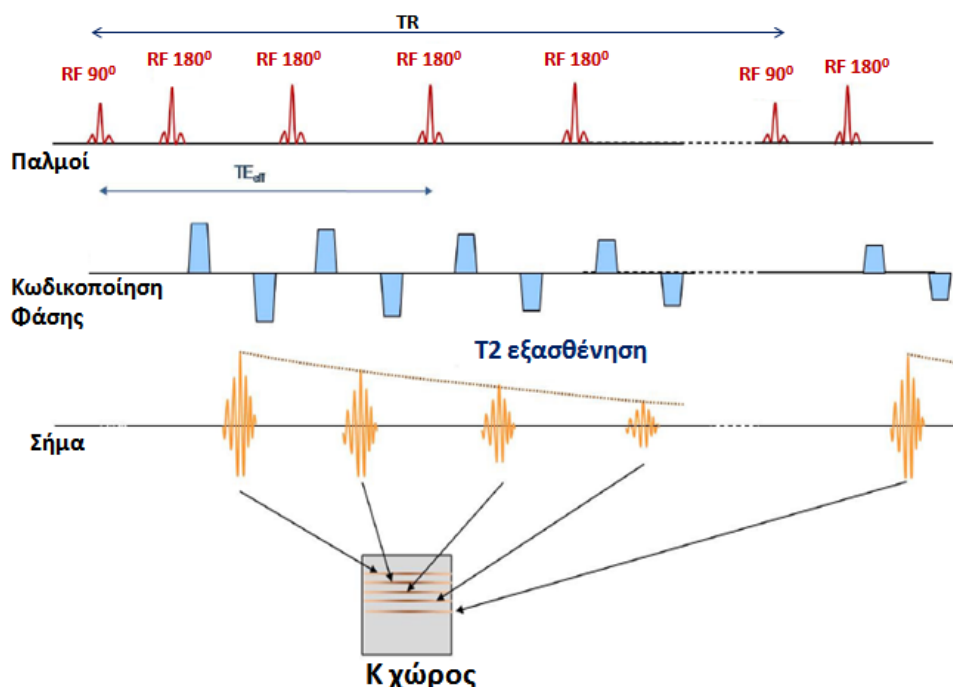 TR
RF 90⁰ RF 180⁰ RF 180⁰ RF 180⁰ RF 180⁰ RF 90⁰ RF 180⁰
Παλμοί
TEeff
Κωδικοποίηση
Φάσης
Τ2 εξασθένηση
Σήμα
Κ χώρος